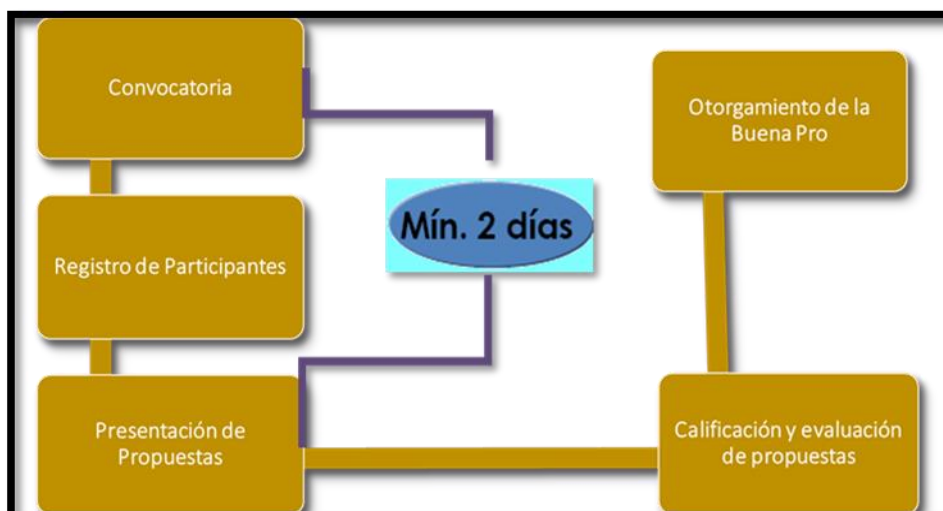 Convocatoria
Registro de Participantes
Presentación de
Propuestas
Mín. 2 días
Otorgamiento de la
Buena Pro
Calificación y evaluación
de propuestas